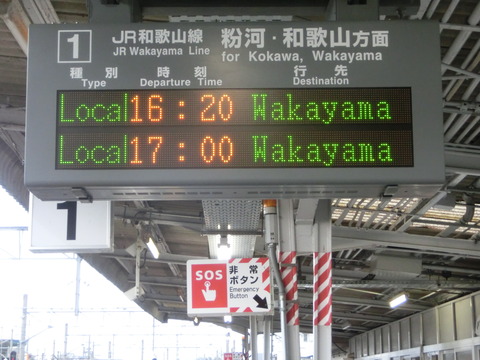 1 JR和歌山線 粉河・和歌山方面
JR Wakayama Line for Kokawa, Wakayama
種別 時刻 行先
Type Departure Time Destination
Local 16:20 Wakayama
Local 17:00 Wakayama
1
SOS 非常
ボタン
Emergency
Button